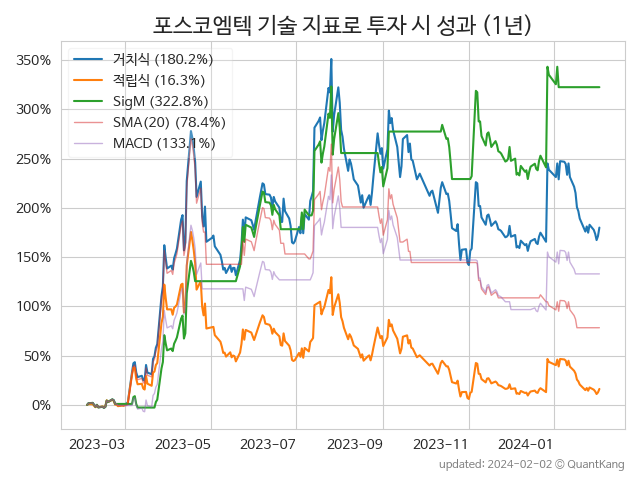 포스코엠텍 기술 지표로 투자 시 성과 (1년)
거치식 (180.2%)
적립식 (16.3%)
SigM (322.8%)
SMA(20) (78.4%)
MACD (133.1%)
350%
300%
250%
200%
150%
100%
50%
0%
2023-03 2023-05 2023-07 2023-09 2023-11 2024-01
updated: 2024-02-02 © QuantKang